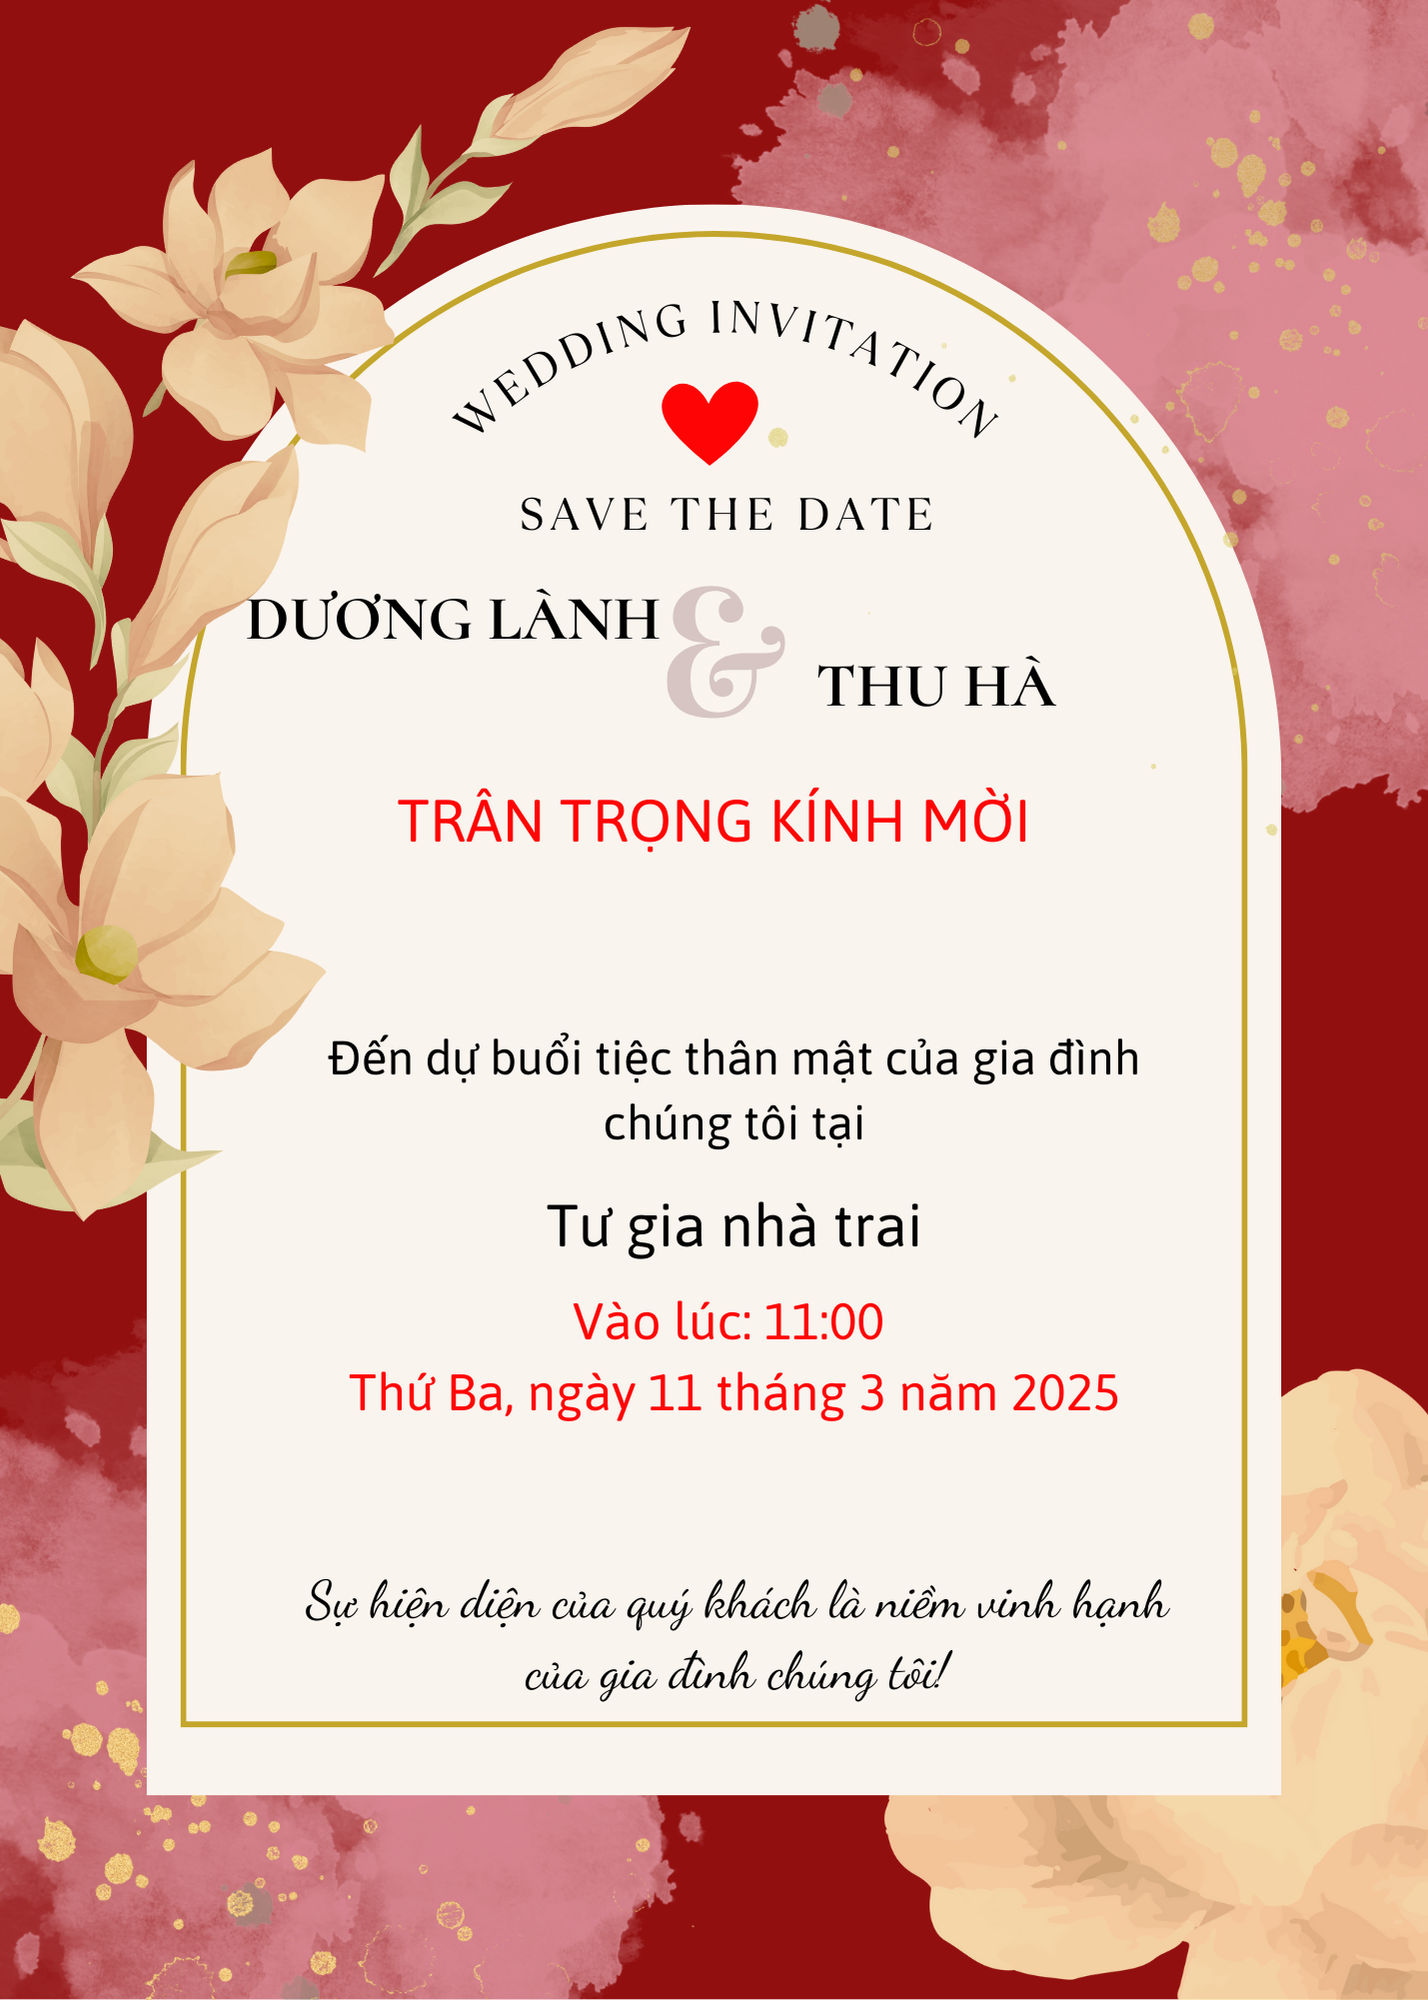 WEDDING INVITATION
SAVE THE DATE
DƯƠNG LÀNH &
THU HÀ
TRÂN TRỌNG KÍNH MỜI
Đến dự buổi tiệc thân mật của gia đình
chúng tôi tại
Tư gia nhà trai
Vào lúc: 11:00
Thứ Ba, ngày 11 tháng 3 năm 2025
Sự hiện diện của quý khách là niềm vinh hạnh
của gia đình chúng tôi!